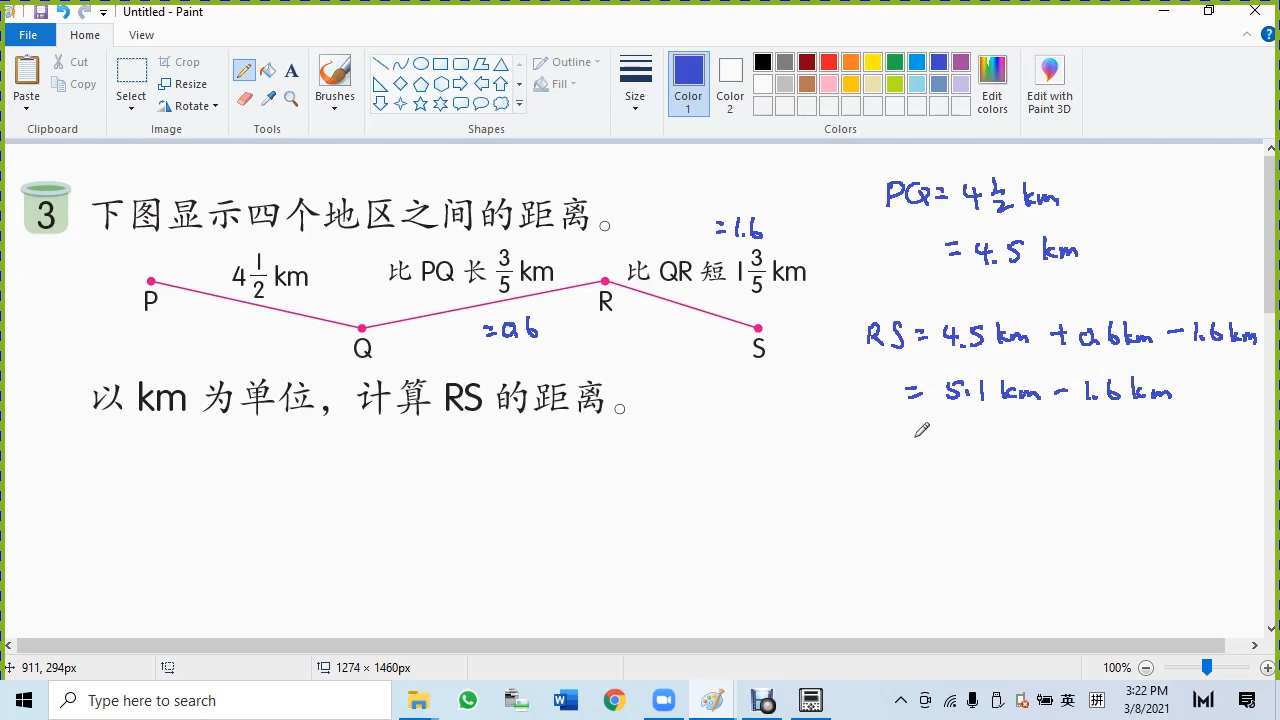 Untitled - Paint
File Home View
Paste Cut Copy Clipboard
Select Crop Resize Rotate Image
Tools
Brushes
Shapes Outline Fill
Size
Color 1 Color 2 Colors
Edit colors
Edit with Paint 3D
3 下图显示四个地区之间的距离。
= 1.6
4 1/2 km 比 PQ 长 3/5 km 比 QR 短 1 3/5 km
P Q R S
= 0.6
以 km 为单位，计算 RS 的距离。
PQ = 4 1/2 km
= 4.5 km
RS = 4.5 km + 0.6 km - 1.6 km
= 5.1 km - 1.6 km
911, 294px 1274 × 1460px 100%
Type here to search
英 拼 3:22 PM
3/8/2021